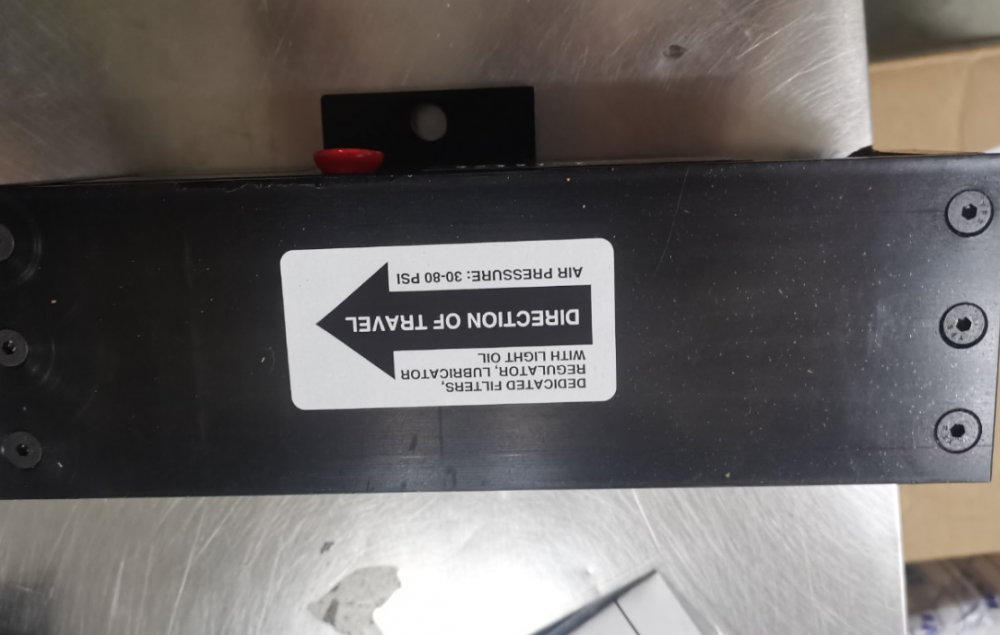 DEDICATED FILTERS,
REGULATOR, LUBRICATOR
WITH LIGHT OIL
DIRECTION OF TRAVEL
AIR PRESSURE: 30-80 PSI